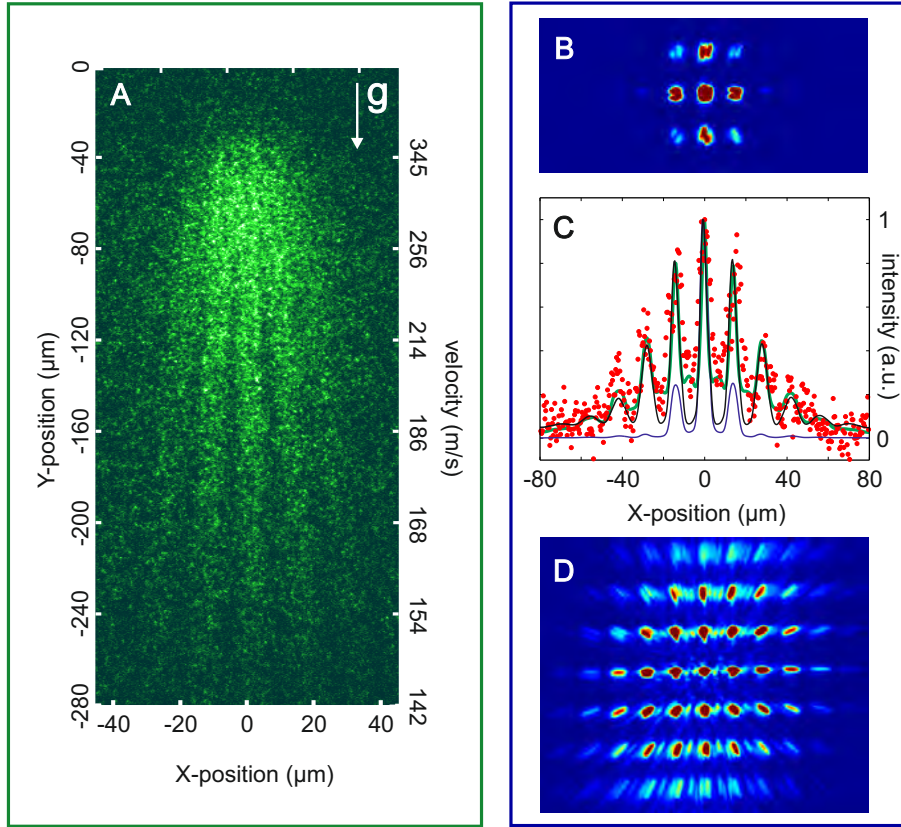 A
g
0
-40
-80
-120
-160
-200
-240
-280
Y-position (µm)
345
256
214
186
168
154
142
velocity (m/s)
-40
-20
0
20
40
X-position (µm)
B
C
1
0
intensity (a.u.)
-80
-40
0
40
80
X-position (µm)
D